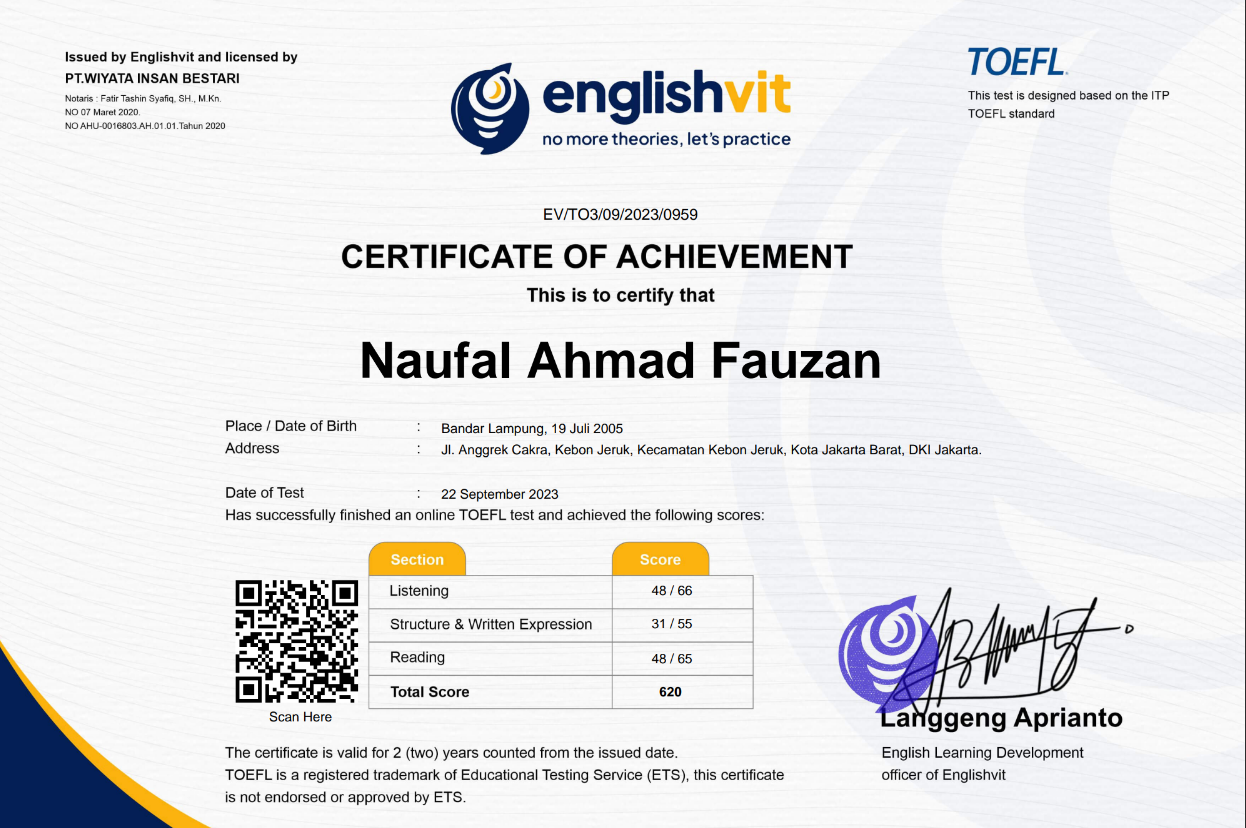 Issued by Englishvit and licensed by
PT.WIYATA INSAN BESTARI
Notaris : Fatir Tashin Syafiq, SH., M.Kn.
NO 07 Maret 2020.
NO AHU-0016803.AH.01.01.Tahun 2020
englishvit
no more theories, let's practice
TOEFL
This test is designed based on the ITP
TOEFL standard
EV/TO3/09/2023/0959
CERTIFICATE OF ACHIEVEMENT
This is to certify that
Naufal Ahmad Fauzan
Place / Date of Birth : Bandar Lampung, 19 Juli 2005
Address : Jl. Anggrek Cakra, Kebon Jeruk, Kecamatan Kebon Jeruk, Kota Jakarta Barat, DKI Jakarta.
Date of Test : 22 September 2023
Has successfully finished an online TOEFL test and achieved the following scores:
Section Score
Listening 48 / 66
Structure & Written Expression 31 / 55
Reading 48 / 65
Total Score 620
Scan Here
Langgeng Aprianto
English Learning Development
officer of Englishvit
The certificate is valid for 2 (two) years counted from the issued date.
TOEFL is a registered trademark of Educational Testing Service (ETS), this certificate
is not endorsed or approved by ETS.